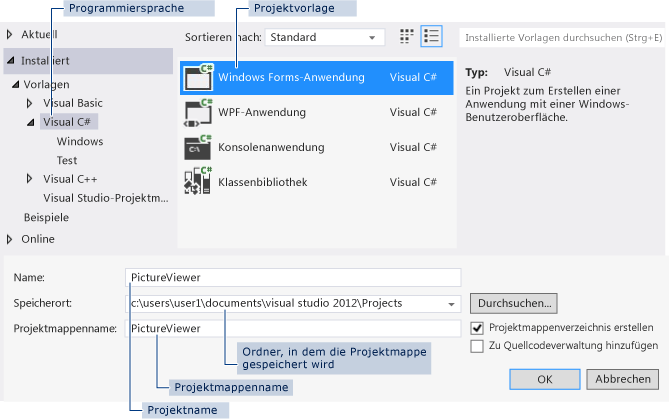 Programmiersprache
Projektvorlage
Aktuell
Sortieren nach:
Standard
Installierte Vorlagen durchsuchen (Strg+E)
Installiert
Vorlagen
Visual Basic
Visual C#
Windows
Test
Visual C++
Visual Studio-Projektm...
Beispiele
Online
C# Windows Forms-Anwendung Visual C#
C# WPF-Anwendung Visual C#
C# C:\ Konsolenanwendung Visual C#
C# Klassenbibliothek Visual C#
Typ: Visual C#
Ein Projekt zum Erstellen einer
Anwendung mit einer Windows-
Benutzeroberfläche.
Name: PictureViewer
Speicherort: c:\users\user1\documents\visual studio 2012\Projects
Durchsuchen...
Projektmappenname: PictureViewer
Projektmappenverzeichnis erstellen
Zu Quellcodeverwaltung hinzufügen
Ordner, in dem die Projektmappe
gespeichert wird
Projektmappenname
Projektname
OK
Abbrechen